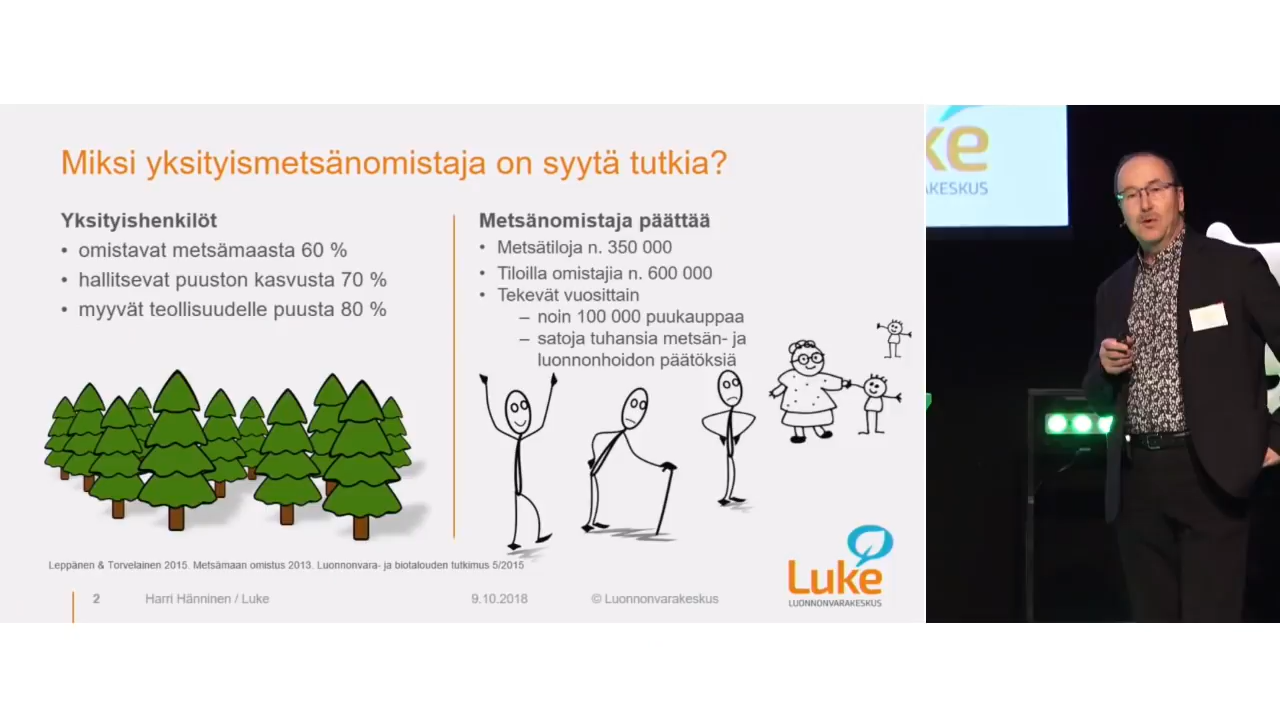 Miksi yksityismetsänomistaja on syytä tutkia?
Yksityishenkilöt
• omistavat metsämaasta 60 %
• hallitsevat puuston kasvusta 70 %
• myyvät teollisuudelle puusta 80 %
Metsänomistaja päättää
• Metsätiloja n. 350 000
• Tiloilla omistajia n. 600 000
• Tekevät vuosittain
– noin 100 000 puukauppaa
– satoja tuhansia metsän- ja
luonnonhoidon päätöksiä
Leppänen & Torvelainen 2015. Metsämaan omistus 2013. Luonnonvara- ja biotalouden tutkimus 5/2015
2 Harri Hänninen / Luke 9.10.2018 © Luonnonvarakeskus
Luke
LUONNONVARAKESKUS
ke
AKESKUS